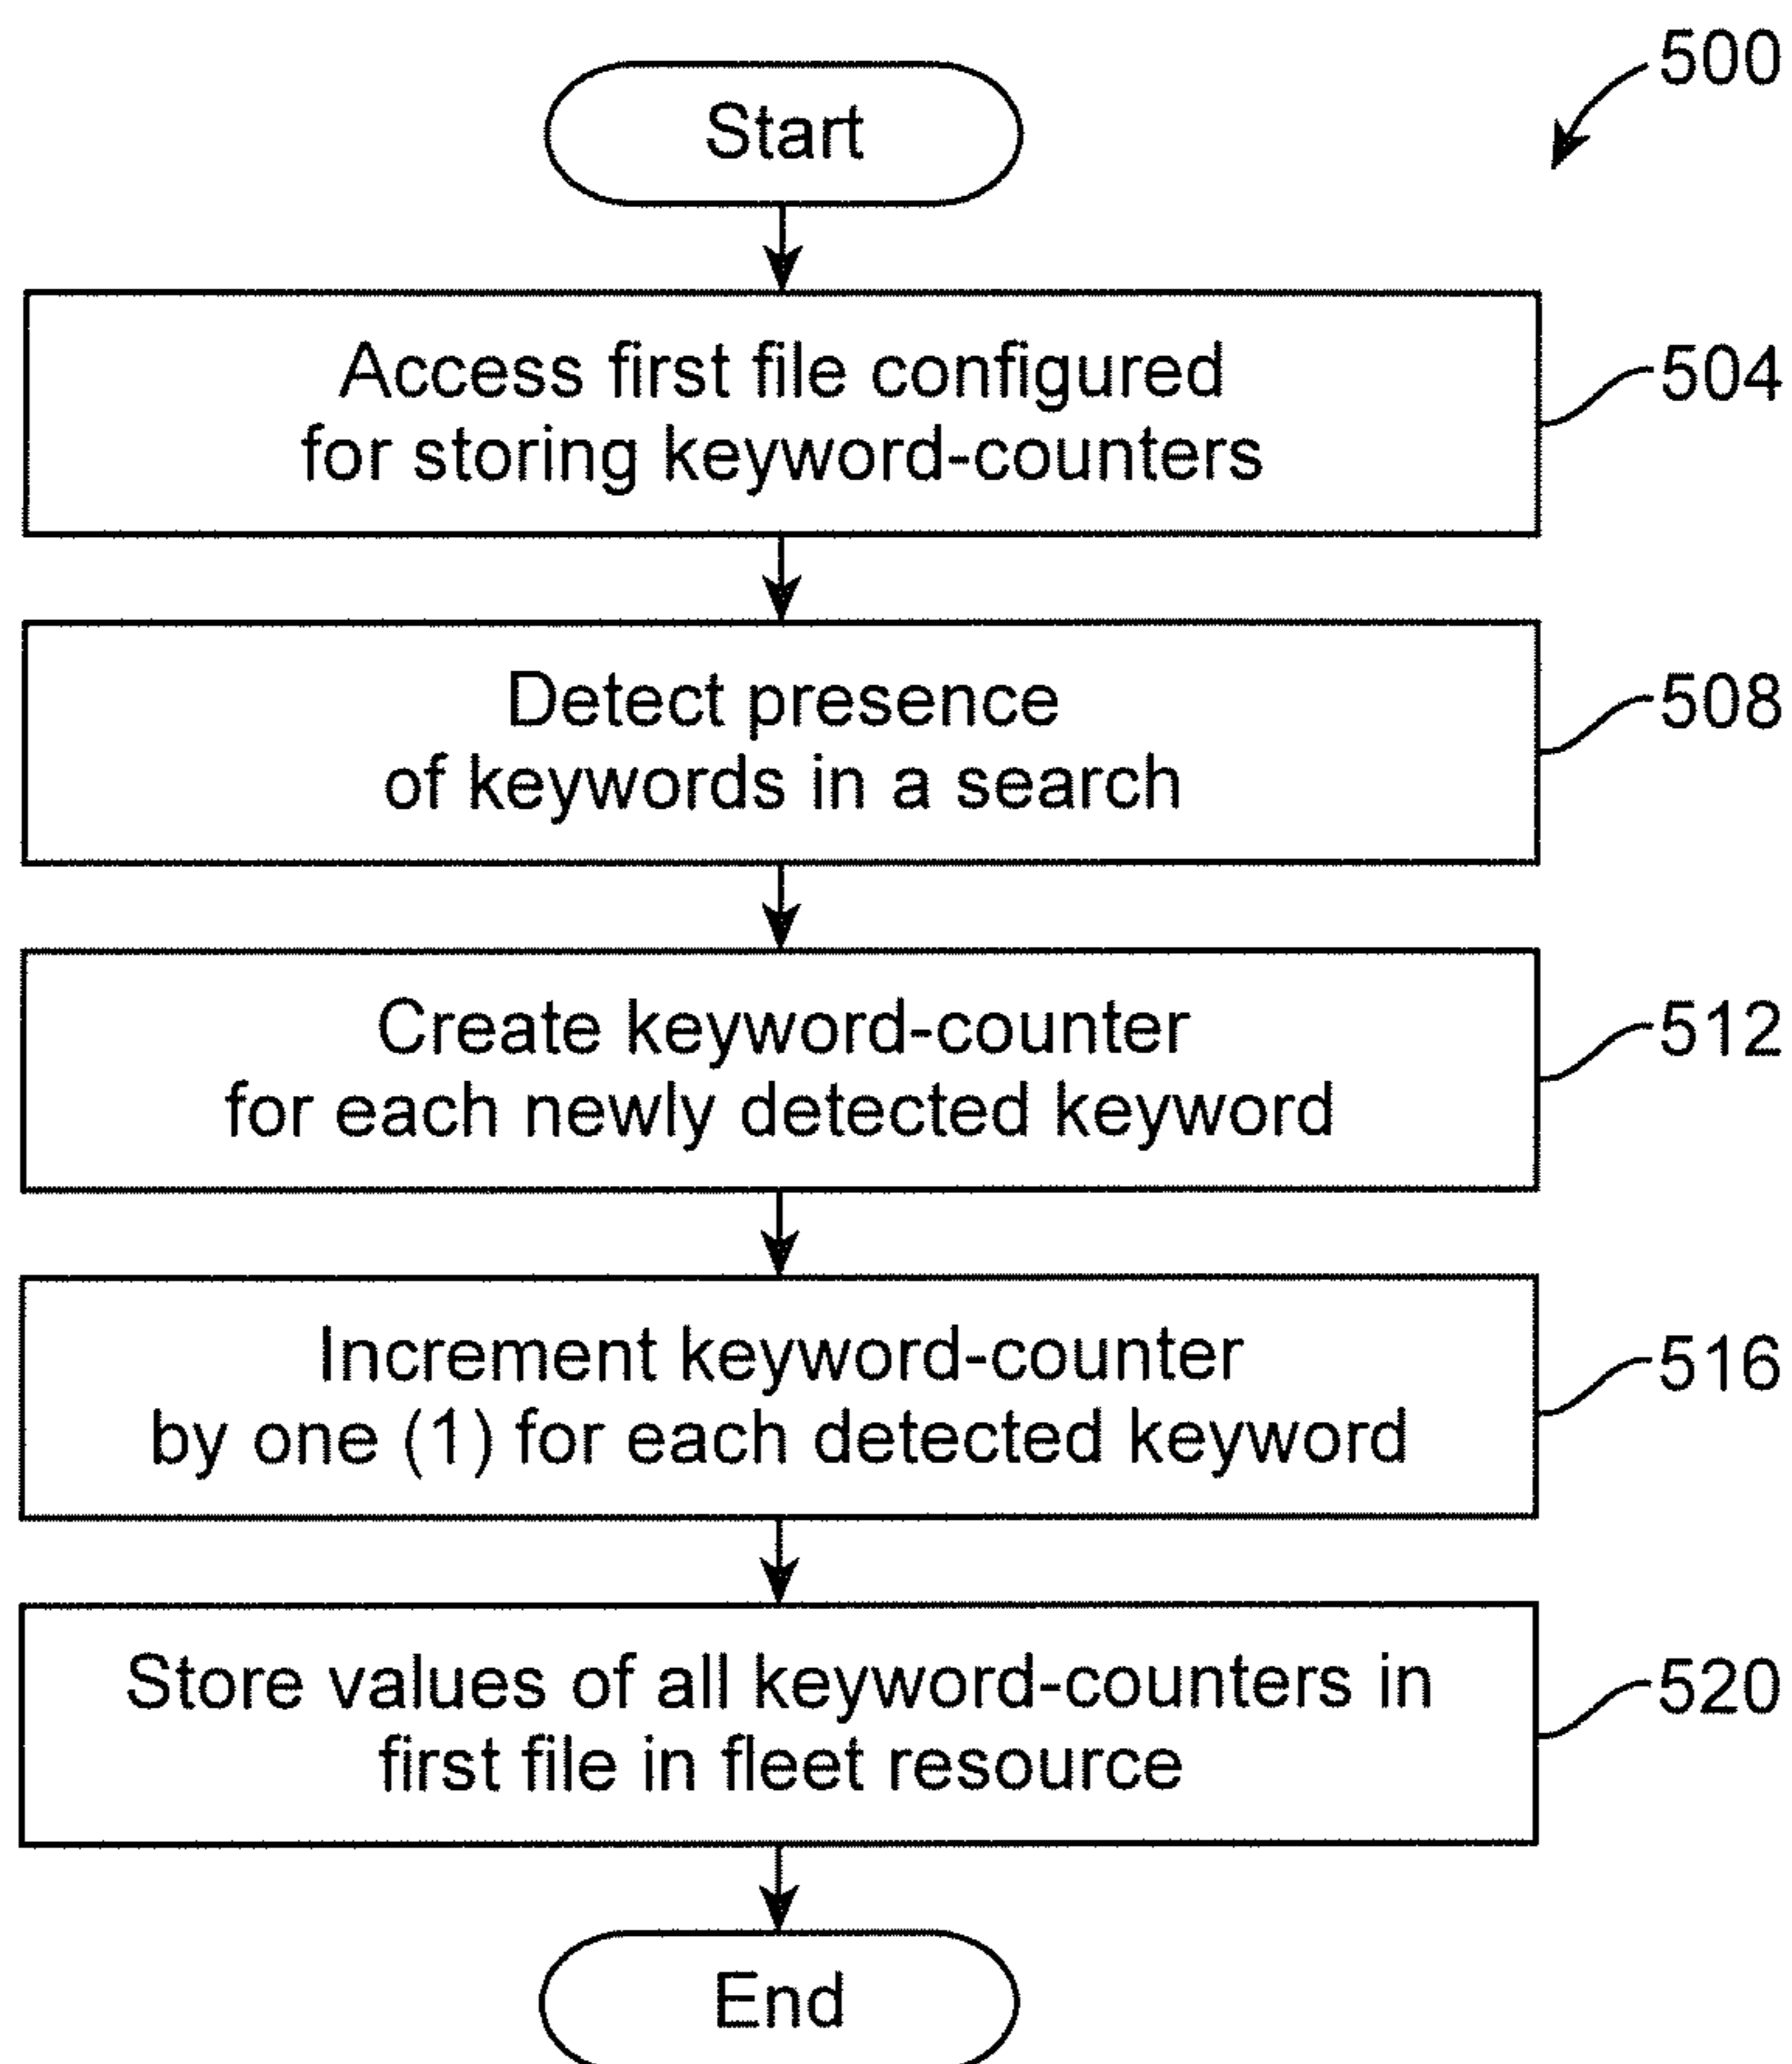 500
Start
Access first file configured
for storing keyword-counters
504
Detect presence
of keywords in a search
508
Create keyword-counter
for each newly detected keyword
512
Increment keyword-counter
by one (1) for each detected keyword
516
Store values of all keyword-counters in
first file in fleet resource
520
End